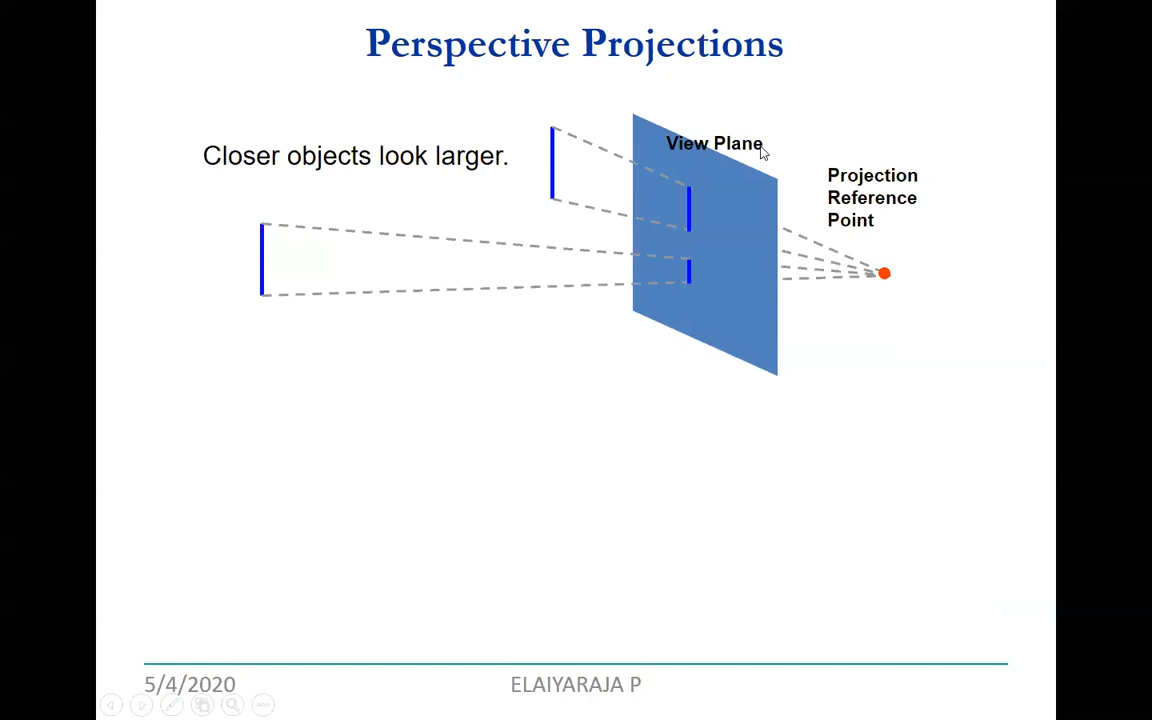 Perspective Projections
Closer objects look larger.
View Plane
Projection
Reference
Point
5/4/2020
ELAIYARAJA P